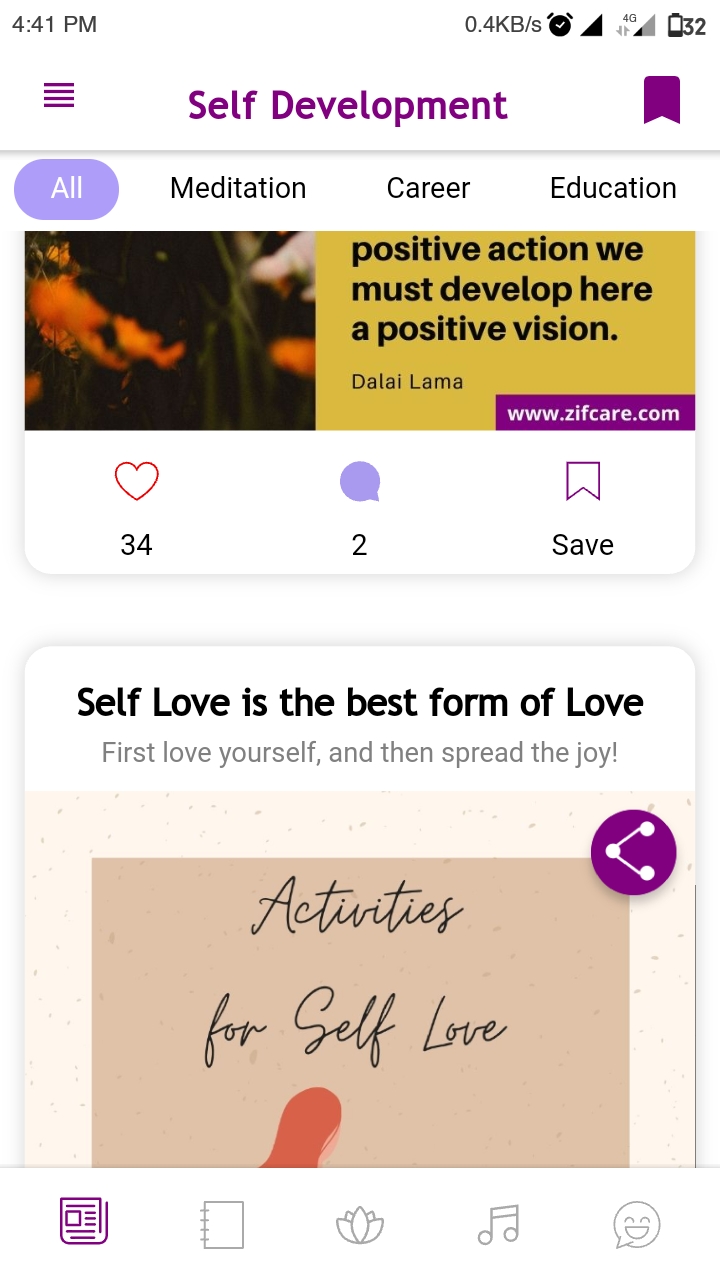 4:41 PM
0.4KB/s
4G
32
Self Development
All
Meditation
Career
Education
positive action we
must develop here
a positive vision.
Dalai Lama
www.zifcare.com
34
2
Save
Self Love is the best form of Love
First love yourself, and then spread the joy!
Activities
for Self Love